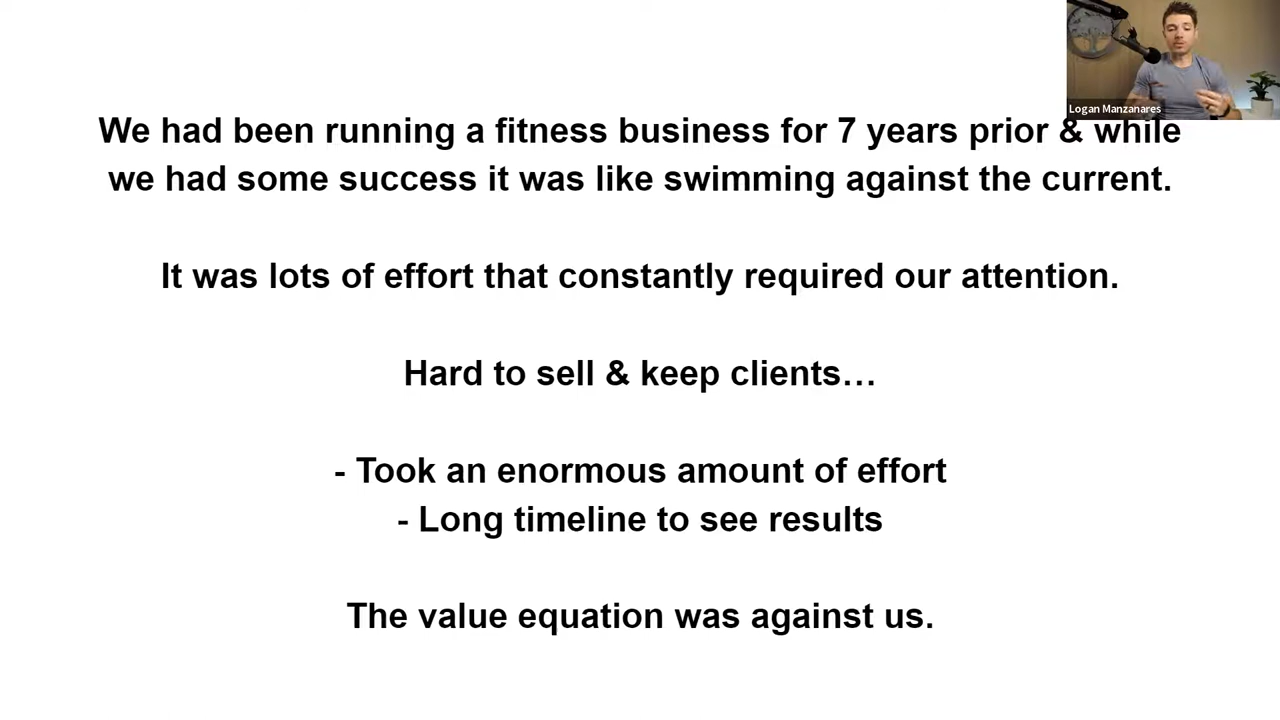 Logan Manzanares
We had been running a fitness business for 7 years prior & while
we had some success it was like swimming against the current.
It was lots of effort that constantly required our attention.
Hard to sell & keep clients…
- Took an enormous amount of effort
- Long timeline to see results
The value equation was against us.